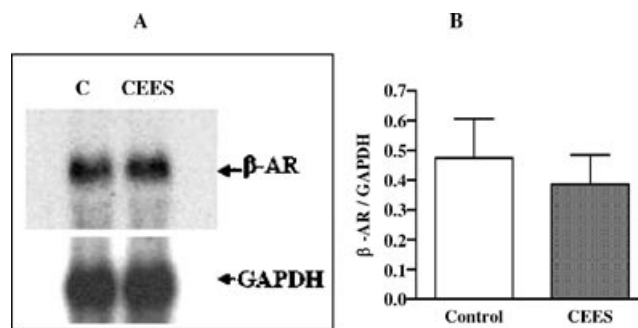 A
C CEES
β-AR
GAPDH
B
β -AR / GAPDH
0.7
0.6
0.5
0.4
0.3
0.2
0.1
0.0
Control CEES